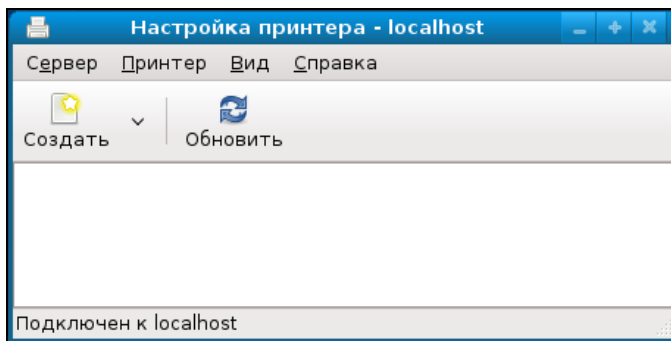 Настройка принтера - localhost
Сервер Принтер Вид Справка
Создать Обновить
Подключен к localhost